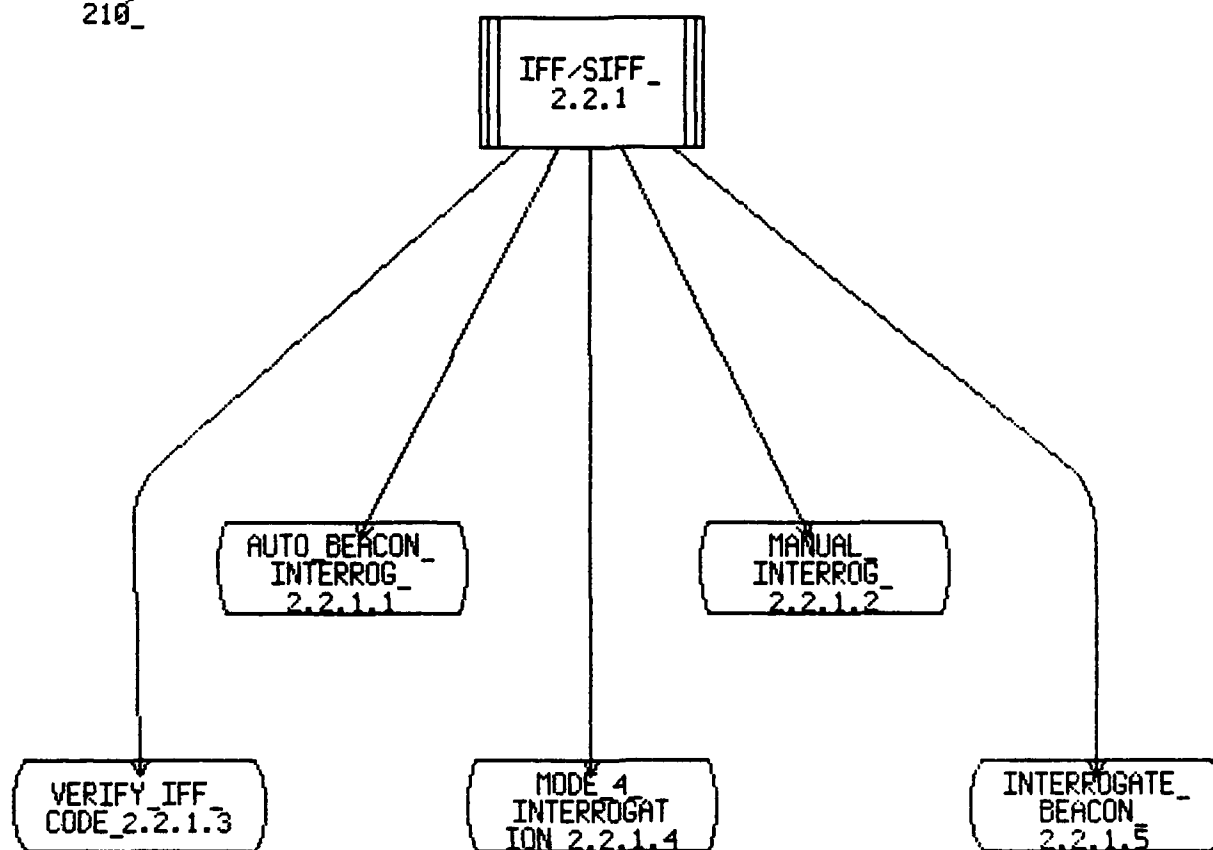 210_
IFF/SIFF_
2.2.1
AUTO_BEACON_
INTERROG_
2.2.1.1
MANUAL_
INTERROG_
2.2.1.2
VERIFY_IFF_
CODE_2.2.1.3
MODE_4_
INTERROGAT
ION_2.2.1.4
INTERROGATE_
BEACON_
2.2.1.5